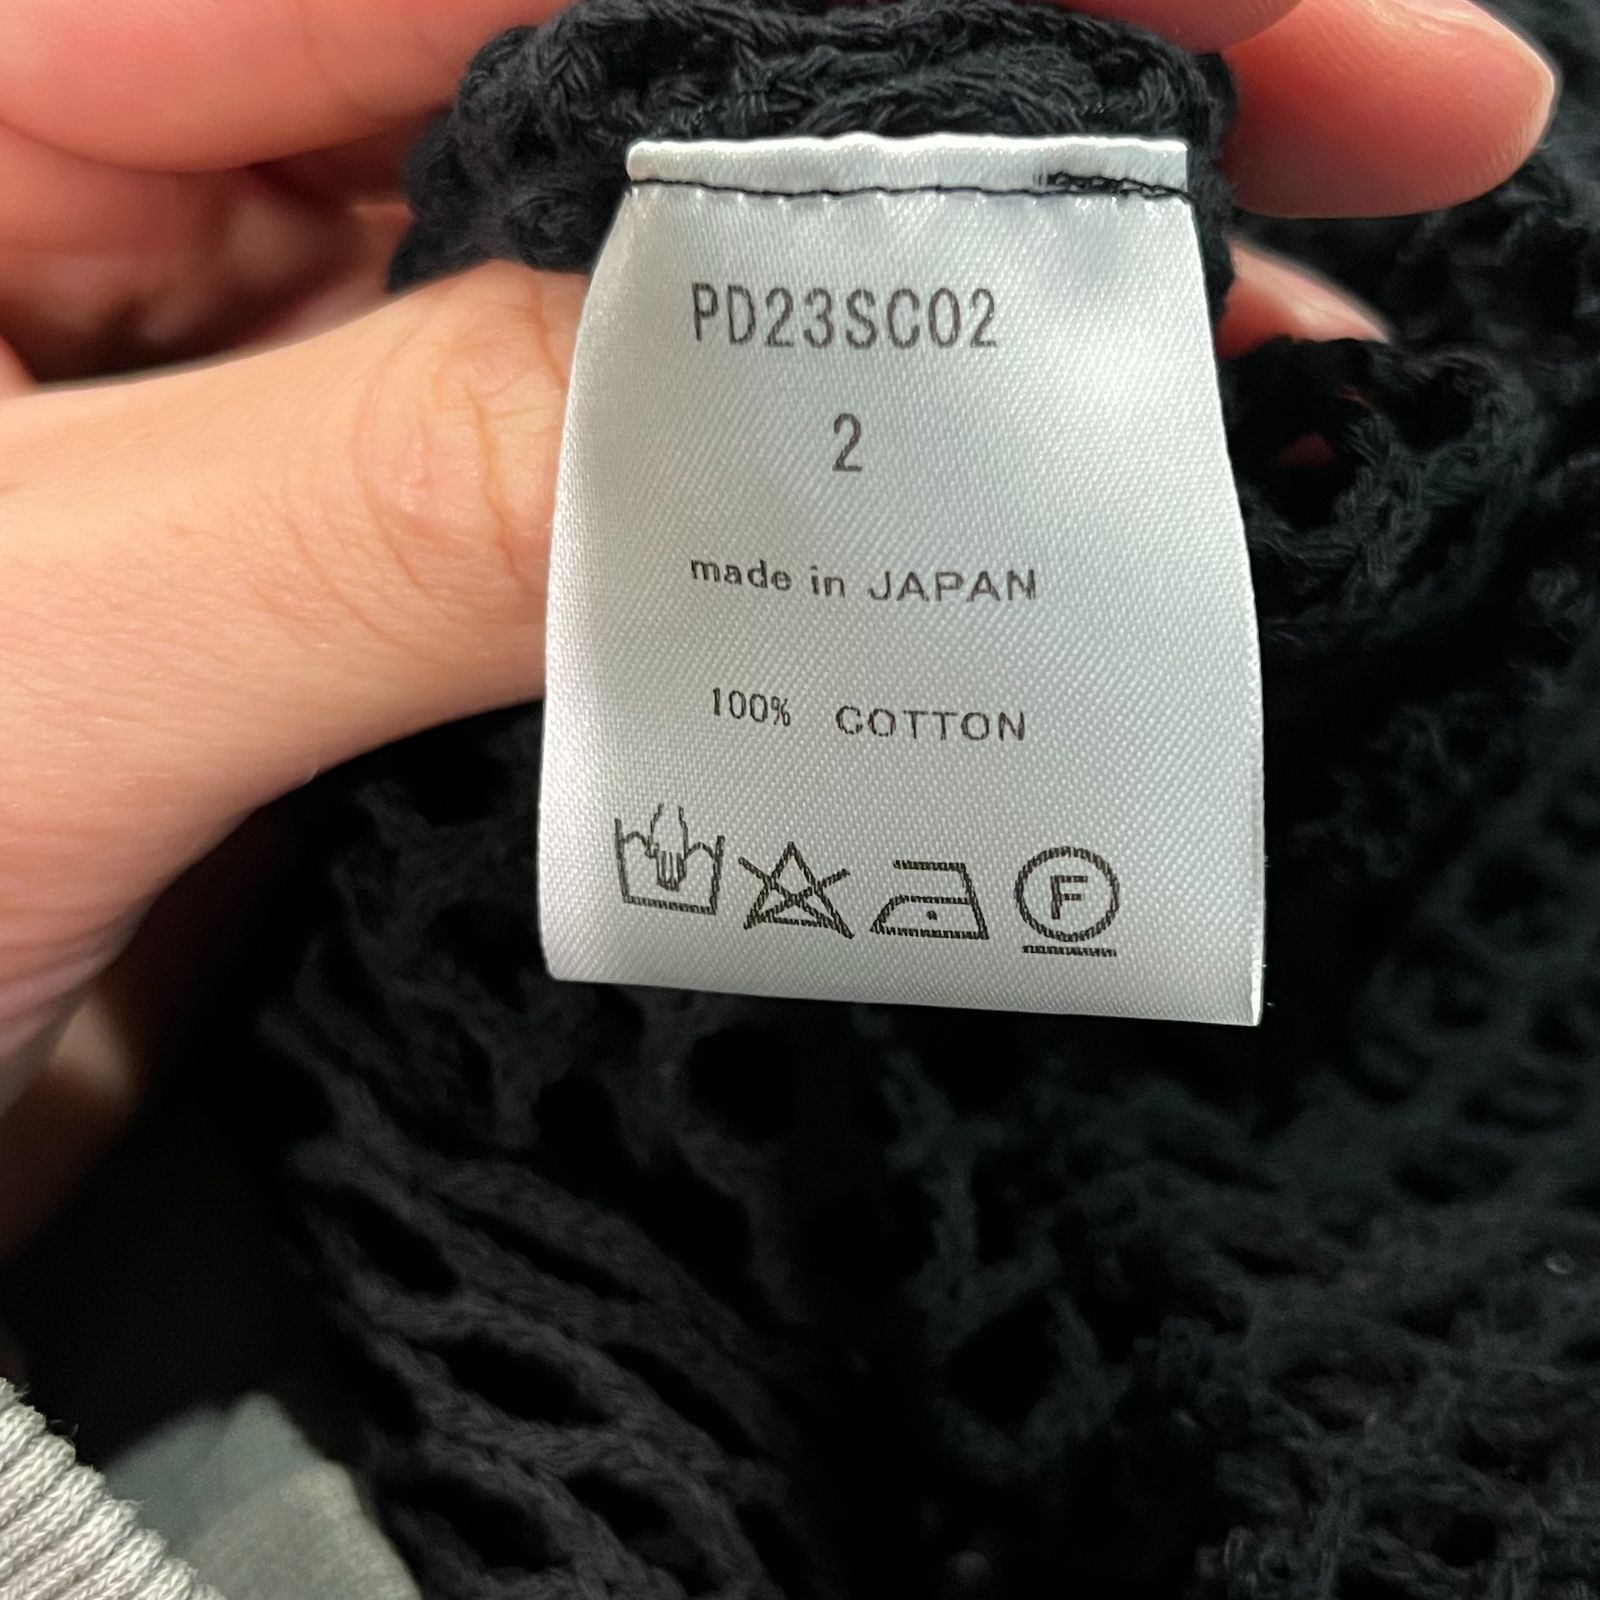 PD23SC02
2
made in JAPAN
100% COTTON
F